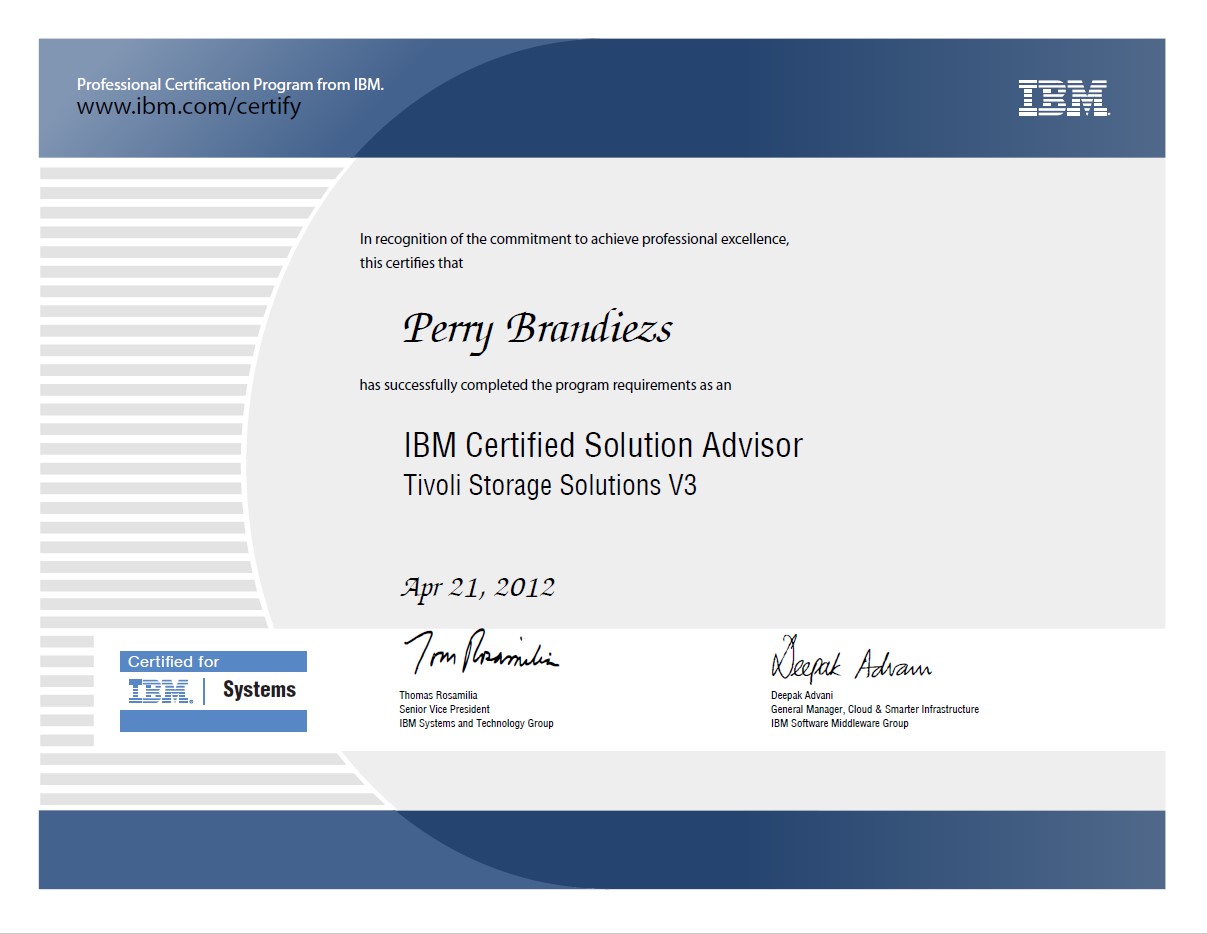 Professional Certification Program from IBM.
www.ibm.com/certify
IBM
In recognition of the commitment to achieve professional excellence,
this certifies that
Perry Brandiezs
has successfully completed the program requirements as an
IBM Certified Solution Advisor
Tivoli Storage Solutions V3
Apr 21, 2012
Certified for
IBM. Systems
Tom Rosamilia
Thomas Rosamilia
Senior Vice President
IBM Systems and Technology Group
Deepak Advani
Deepak Advani
General Manager, Cloud & Smarter Infrastructure
IBM Software Middleware Group